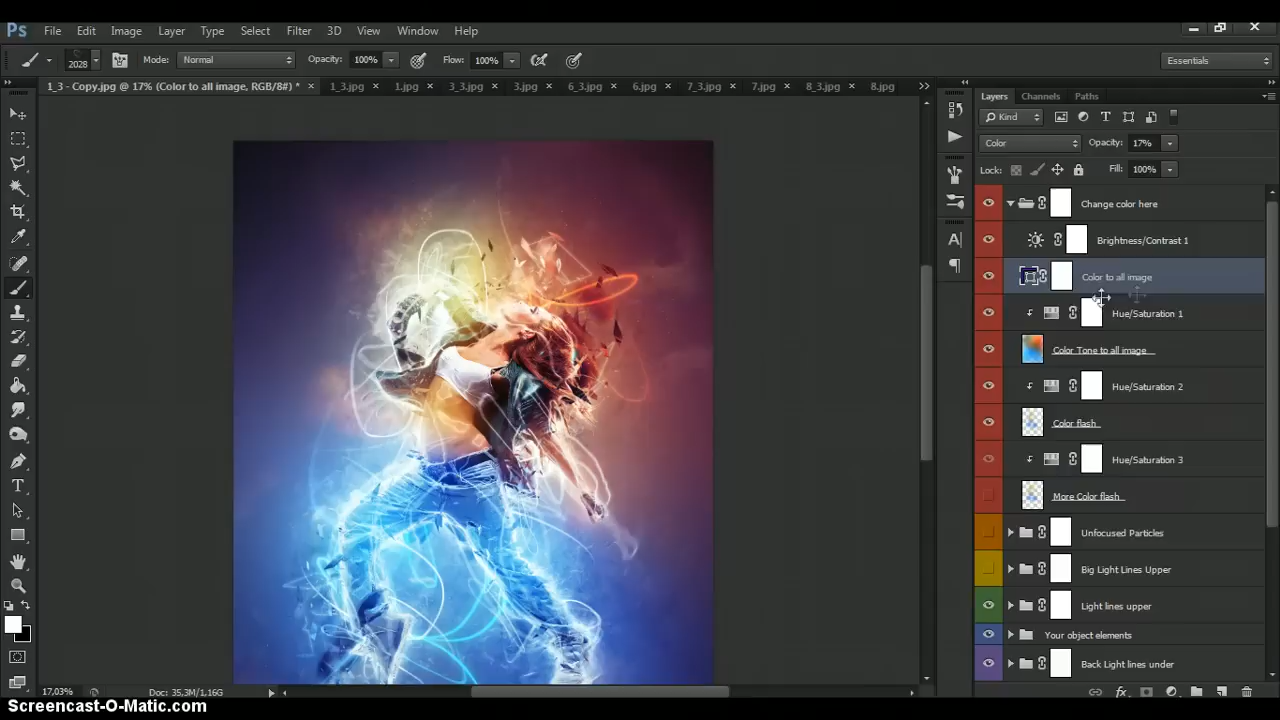 Ps File Edit Image Layer Type Select Filter 3D View Window Help
2028 Mode: Normal Opacity: 100% Flow: 100% Essentials
1_3 - Copy.jpg @ 17% (Color to all image, RGB/8#) * × 1_3.jpg × 1.jpg × 3_3.jpg × 3.jpg × 6_3.jpg × 6.jpg × 7_3.jpg × 7.jpg × 8_3.jpg × 8.jpg
Layers Channels Paths
Kind
Color Opacity: 17%
Lock: Fill: 100%
Change color here
Brightness/Contrast 1
Color to all image
Hue/Saturation 1
Color Tone to all image
Hue/Saturation 2
Color flash
Hue/Saturation 3
More Color flash
Unfocused Particles
Big Light Lines Upper
Light lines upper
Your object elements
Back Light lines under
17,03% Doc: 35,3M/1,16G
Screencast-O-Matic.com